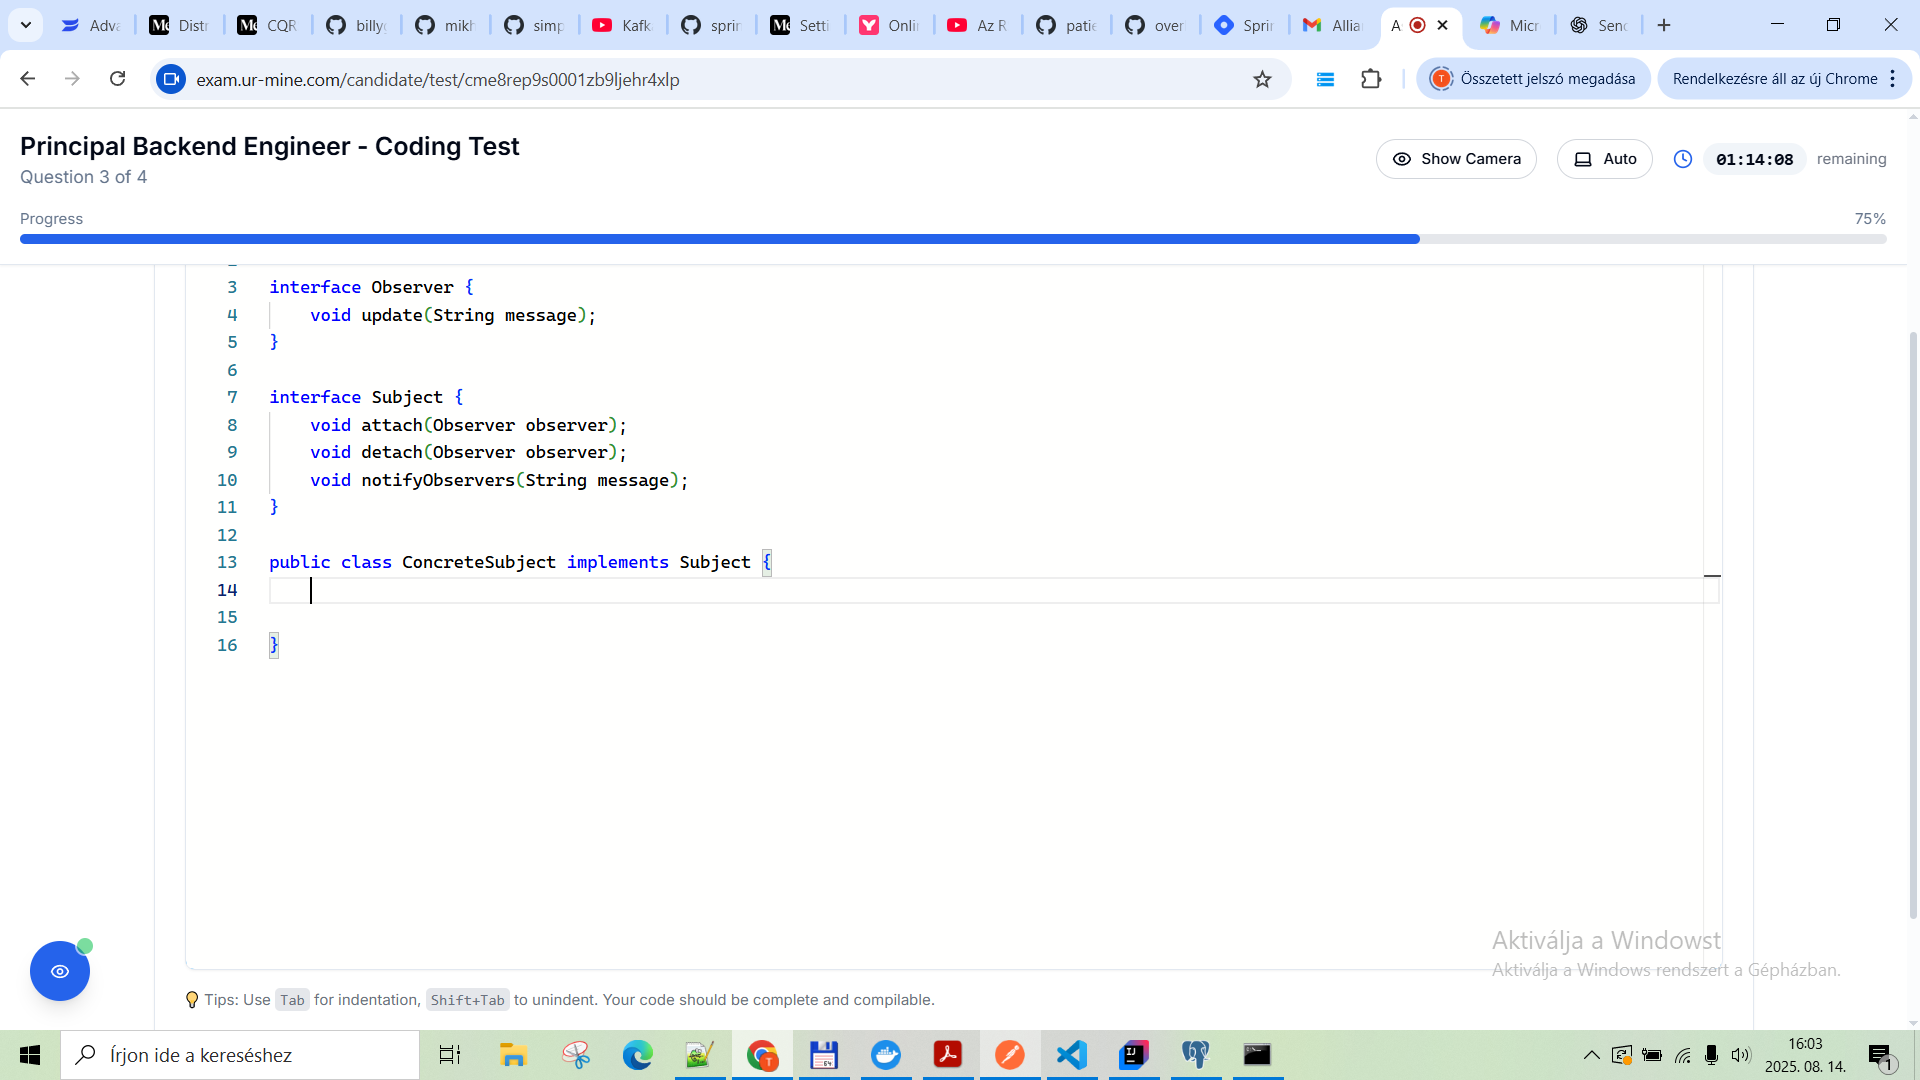 Adva
Distr
CQR
billyg
mikh
simp
Kafk
sprin
Setti
Onlin
Az R
patie
over
Sprin
Allia
A
Micr
Senc
exam.ur-mine.com/candidate/test/cme8rep9s0001zb9ljehr4xlp
Összetett jelszó megadása
Rendelkezésre áll az új Chrome
Principal Backend Engineer - Coding Test
Question 3 of 4
Show Camera
Auto
01:14:08 remaining
Progress
75%
3 interface Observer {
4 void update(String message);
5 }
6
7 interface Subject {
8 void attach(Observer observer);
9 void detach(Observer observer);
10 void notifyObservers(String message);
11 }
12
13 public class ConcreteSubject implements Subject {
14
15
16 }
Aktiválja a Windowst
Aktiválja a Windows rendszert a Gépházban.
Tips: Use Tab for indentation, Shift+Tab to unindent. Your code should be complete and compilable.
Írjon ide a kereséshez
16:03
2025. 08. 14.
1